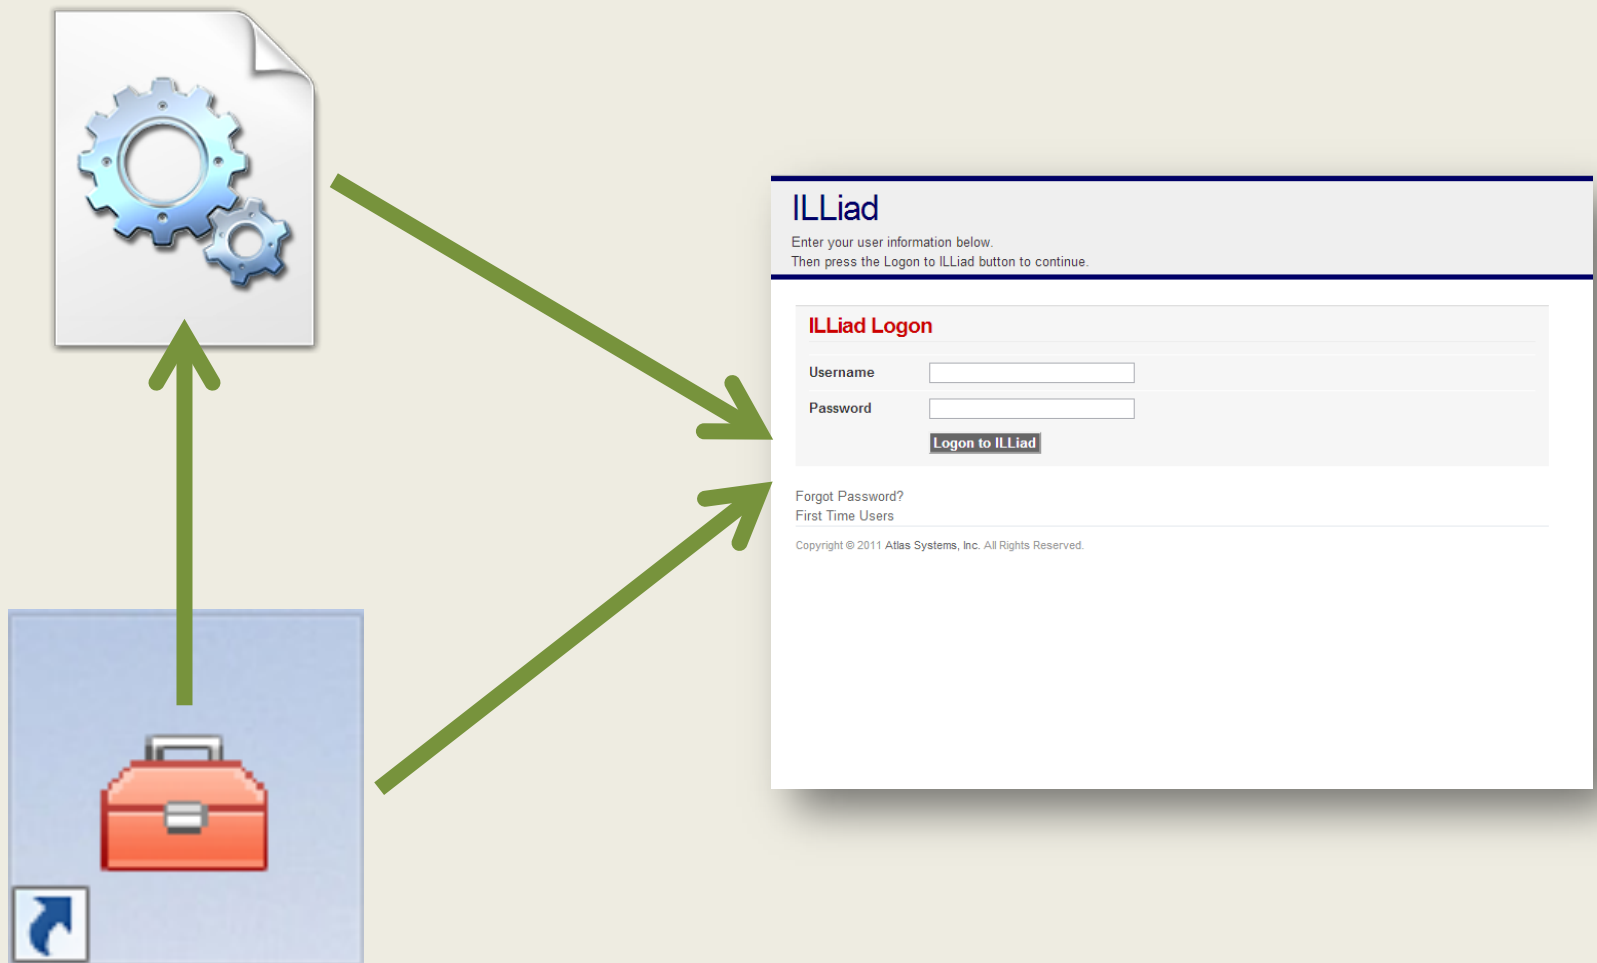 ILLiad
Enter your user information below.
Then press the Logon to ILLiad button to continue.
ILLiad Logon
Username
Password
Logon to ILLiad
Forgot Password?
First Time Users
Copyright © 2011 Atlas Systems, Inc. All Rights Reserved.